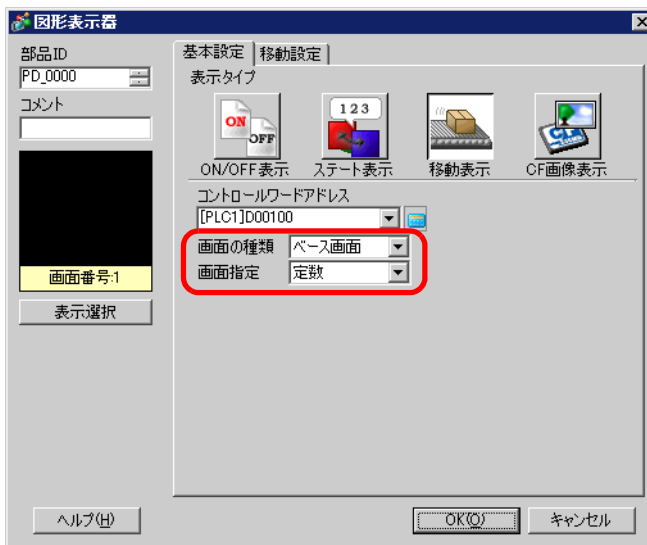 図形表示器
部品ID
PD_0000
コメント
画面番号:1
表示選択
基本設定
移動設定
表示タイプ
ON
OFF
123
ON/OFF表示
ステート表示
移動表示
CF画像表示
コントロールワードアドレス
[PLC1]D00100
画面の種類 ベース画面
画面指定 定数
ヘルプ(H)
OK(O)
キャンセル